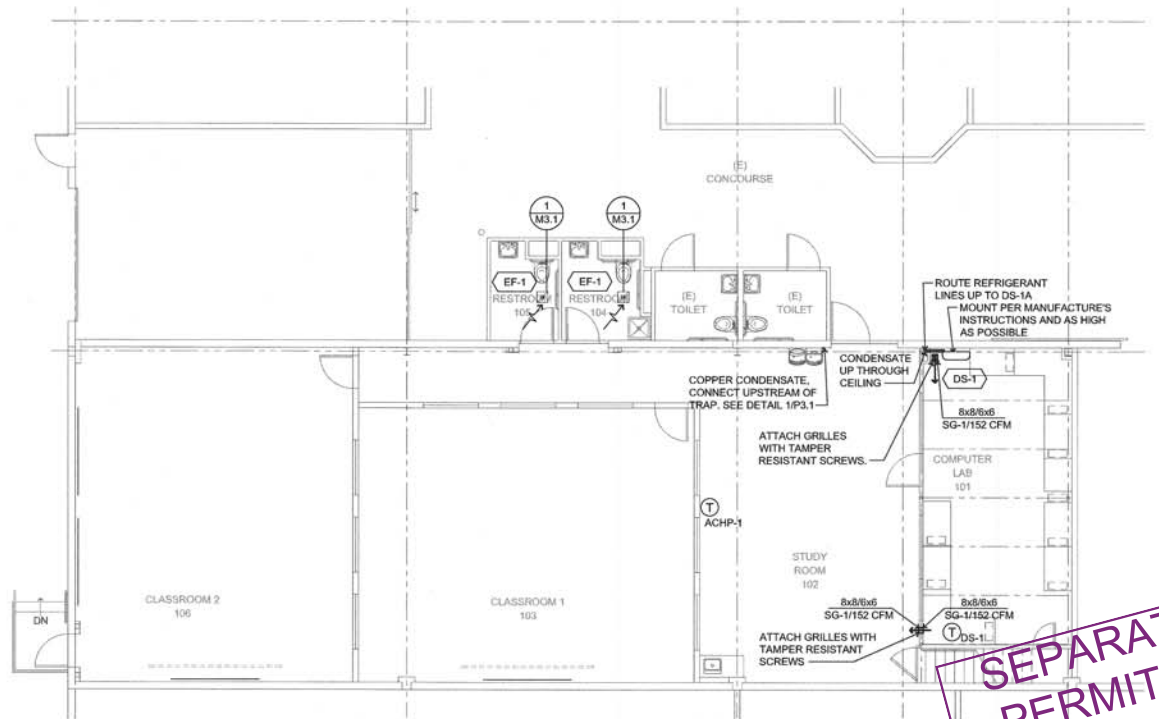 (E)
CONCOURSE
1
M3.1
1
M3.1
EF-1
RESTROOM
105
EF-1
RESTROOM
104
(E)
TOILET
(E)
TOILET
ROUTE REFRIGERANT
LINES UP TO DS-1A
MOUNT PER MANUFACTURE'S
INSTRUCTIONS AND AS HIGH
AS POSSIBLE
CONDENSATE
UP THROUGH
CEILING
DS-1
COPPER CONDENSATE,
CONNECT UPSTREAM OF
TRAP. SEE DETAIL 1/P3.1
8x8/6x6
SG-1/152 CFM
ATTACH GRILLES
WITH TAMPER
RESISTANT SCREWS.
COMPUTER
LAB
101
T
ACHP-1
STUDY
ROOM
102
CLASSROOM 2
106
CLASSROOM 1
103
DN
8x8/6x6
SG-1/152 CFM
8x8/6x6
SG-1/152 CFM
ATTACH GRILLES WITH
TAMPER RESISTANT
SCREWS
T
DS-1
SEPARAT
PERMIT